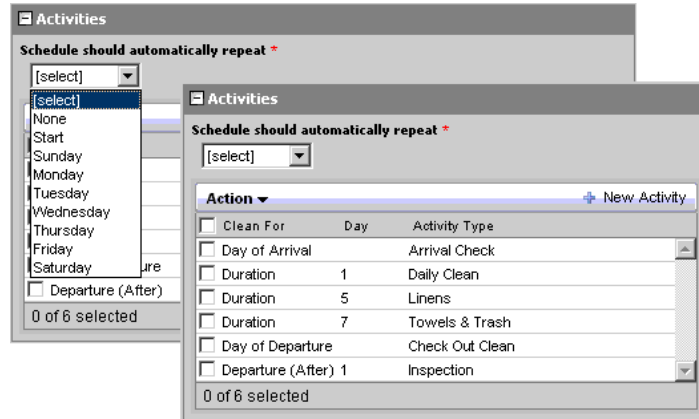 Activities
Schedule should automatically repeat *
[select]
[select]
None
Start
Sunday
Monday
Tuesday
Wednesday
Thursday
Friday
Saturday
ure
Departure (After)
0 of 6 selected
Activities
Schedule should automatically repeat *
[select]
Action New Activity
Clean For Day Activity Type
Day of Arrival Arrival Check
Duration 1 Daily Clean
Duration 5 Linens
Duration 7 Towels & Trash
Day of Departure Check Out Clean
Departure (After) 1 Inspection
0 of 6 selected